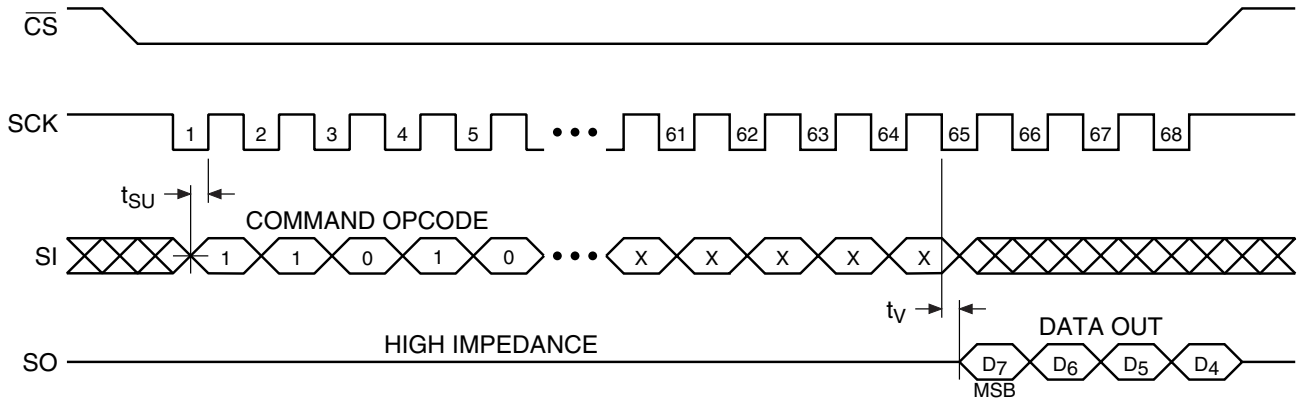 CS
SCK 1 2 3 4 5 ••• 61 62 63 64 65 66 67 68
tSU
COMMAND OPCODE
SI 1 1 0 1 0 ••• X X X X X
tV
DATA OUT
HIGH IMPEDANCE
SO D7 D6 D5 D4
MSB